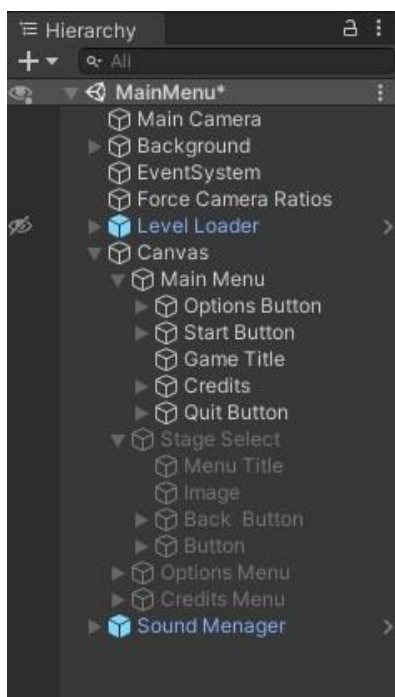 Hierarchy
All
MainMenu*
Main Camera
Background
EventSystem
Force Camera Ratios
Level Loader
Canvas
Main Menu
Options Button
Start Button
Game Title
Credits
Quit Button
Stage Select
Menu Title
Image
Back  Button
Button
Options Menu
Credits Menu
Sound Menager